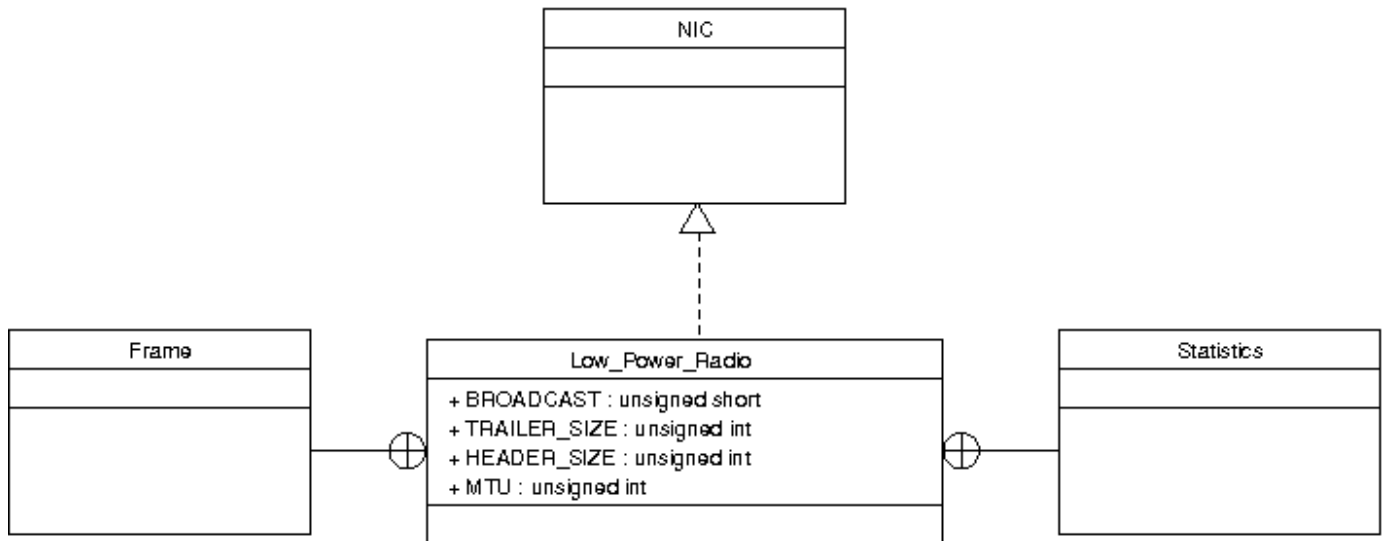 NIC
Frame
Low_Power_Radio
Statistics
+ BROADCAST : unsigned short
+ TRAILER_SIZE : unsigned int
+ HEADER_SIZE : unsigned int
+ MTU : unsigned int